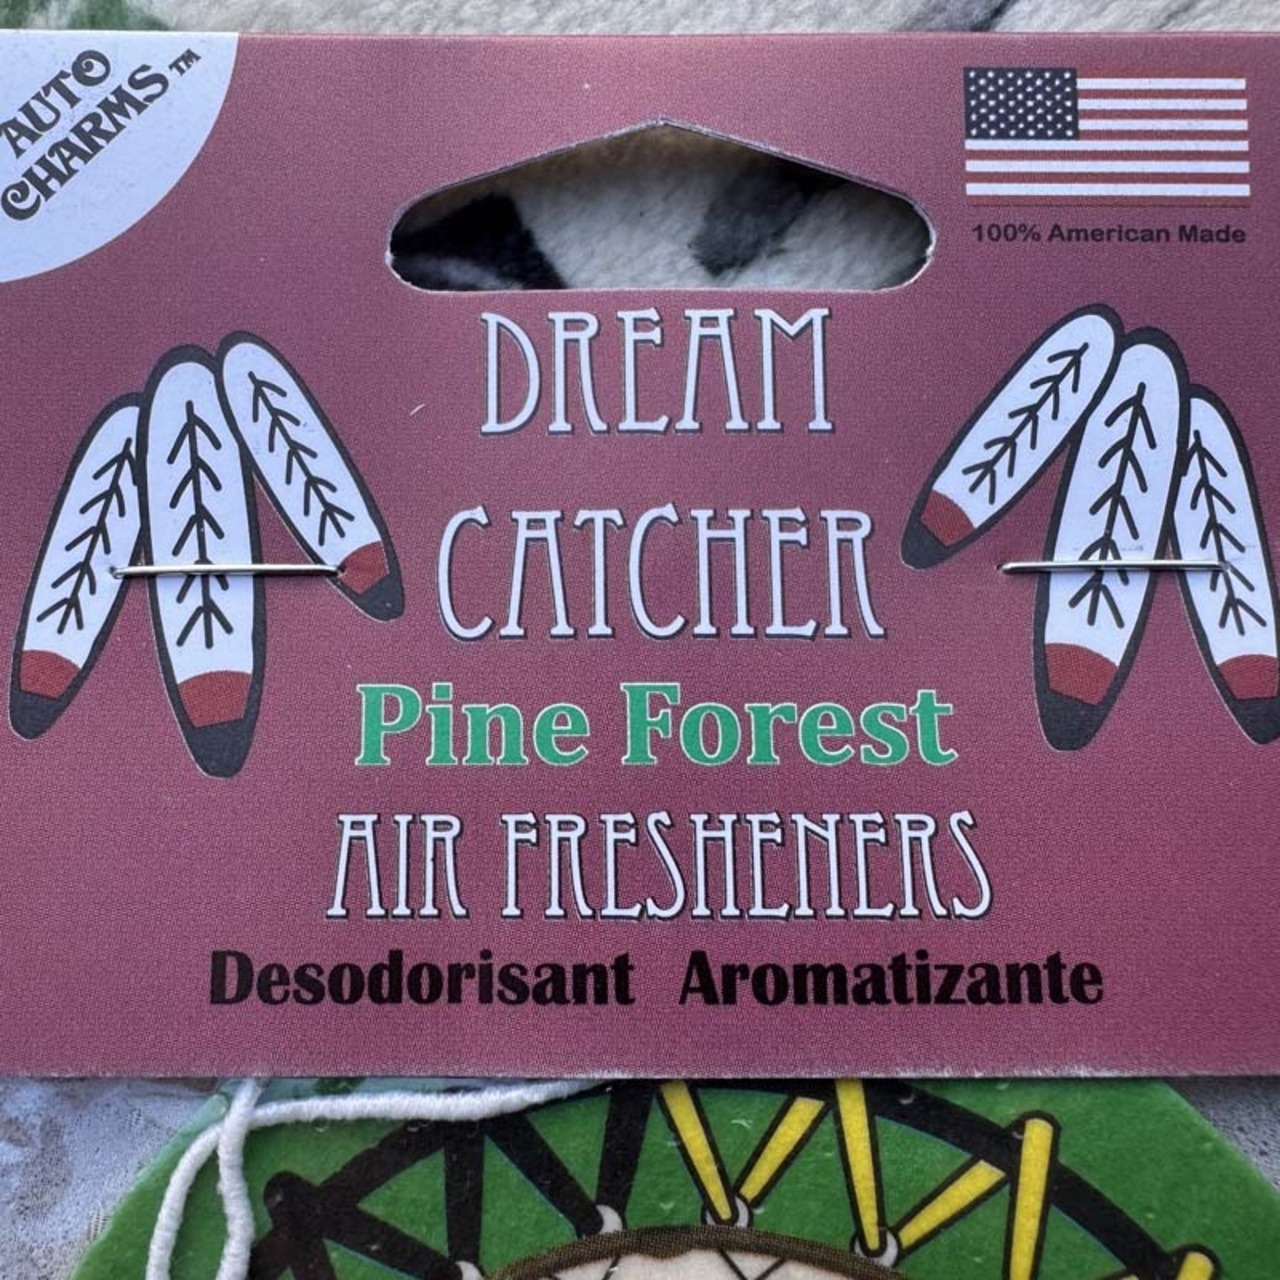 AUTO
CHARMS™
100% American Made
DREAM
CATCHER
Pine Forest
AIR FRESHENERS
Desodorisant Aromatizante